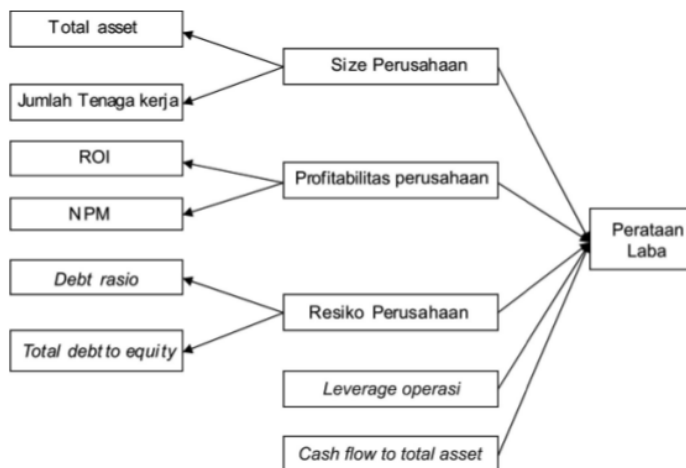 Total asset
Size Perusahaan
Jumlah Tenaga kerja
ROI
Profitabilitas perusahaan
NPM
Perataan
Laba
Debt rasio
Resiko Perusahaan
Total debt to equity
Leverage operasi
Cash flow to total asset